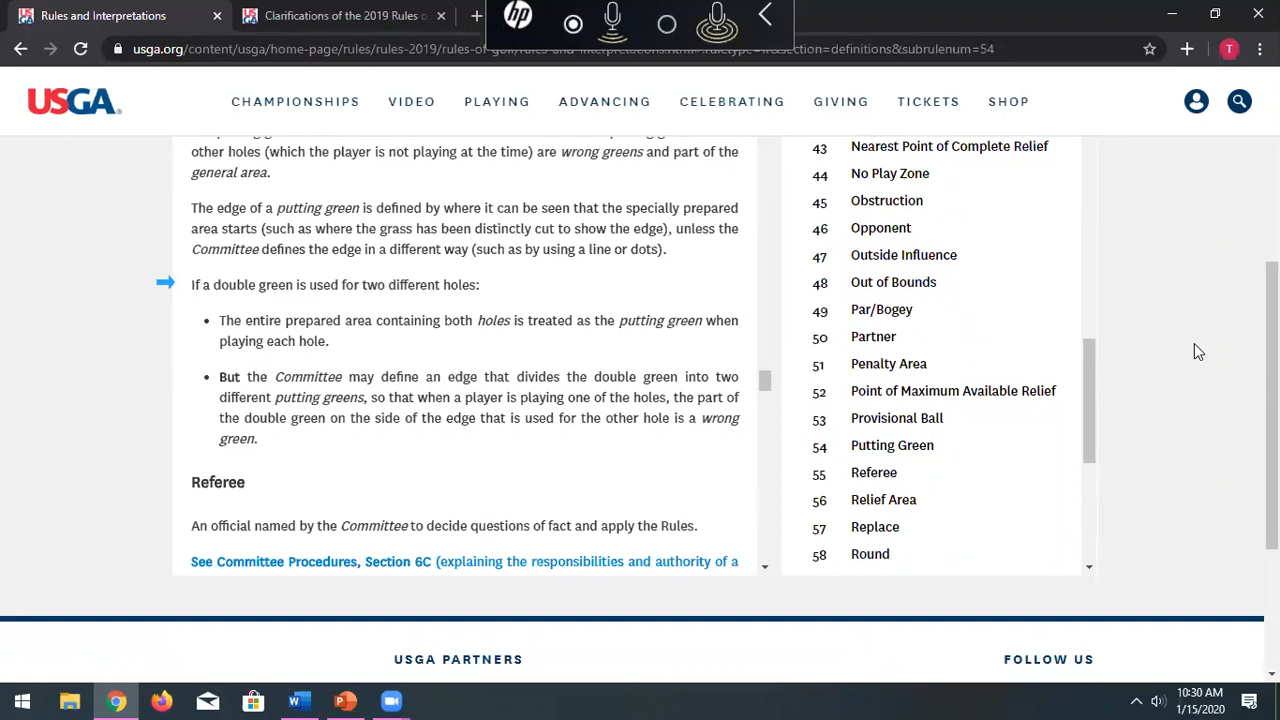 Rules and Interpretations
Clarifications of the 2019 Rules o
hp
usga.org/content/usga/home-page/rules/rules-2019/rules-of-golf/rules-and-interpretations.html#!ruletype=fr&section=definitions&subrulenum=54
T
USGA
CHAMPIONSHIPS VIDEO PLAYING ADVANCING CELEBRATING GIVING TICKETS SHOP
other holes (which the player is not playing at the time) are wrong greens and part of the
general area.
The edge of a putting green is defined by where it can be seen that the specially prepared
area starts (such as where the grass has been distinctly cut to show the edge), unless the
Committee defines the edge in a different way (such as by using a line or dots).
If a double green is used for two different holes:
• The entire prepared area containing both holes is treated as the putting green when
playing each hole.
• But the Committee may define an edge that divides the double green into two
different putting greens, so that when a player is playing one of the holes, the part of
the double green on the side of the edge that is used for the other hole is a wrong
green.
Referee
An official named by the Committee to decide questions of fact and apply the Rules.
See Committee Procedures, Section 6C (explaining the responsibilities and authority of a
43 Nearest Point of Complete Relief
44 No Play Zone
45 Obstruction
46 Opponent
47 Outside Influence
48 Out of Bounds
49 Par/Bogey
50 Partner
51 Penalty Area
52 Point of Maximum Available Relief
53 Provisional Ball
54 Putting Green
55 Referee
56 Relief Area
57 Replace
58 Round
USGA PARTNERS
FOLLOW US
10:30 AM
1/15/2020